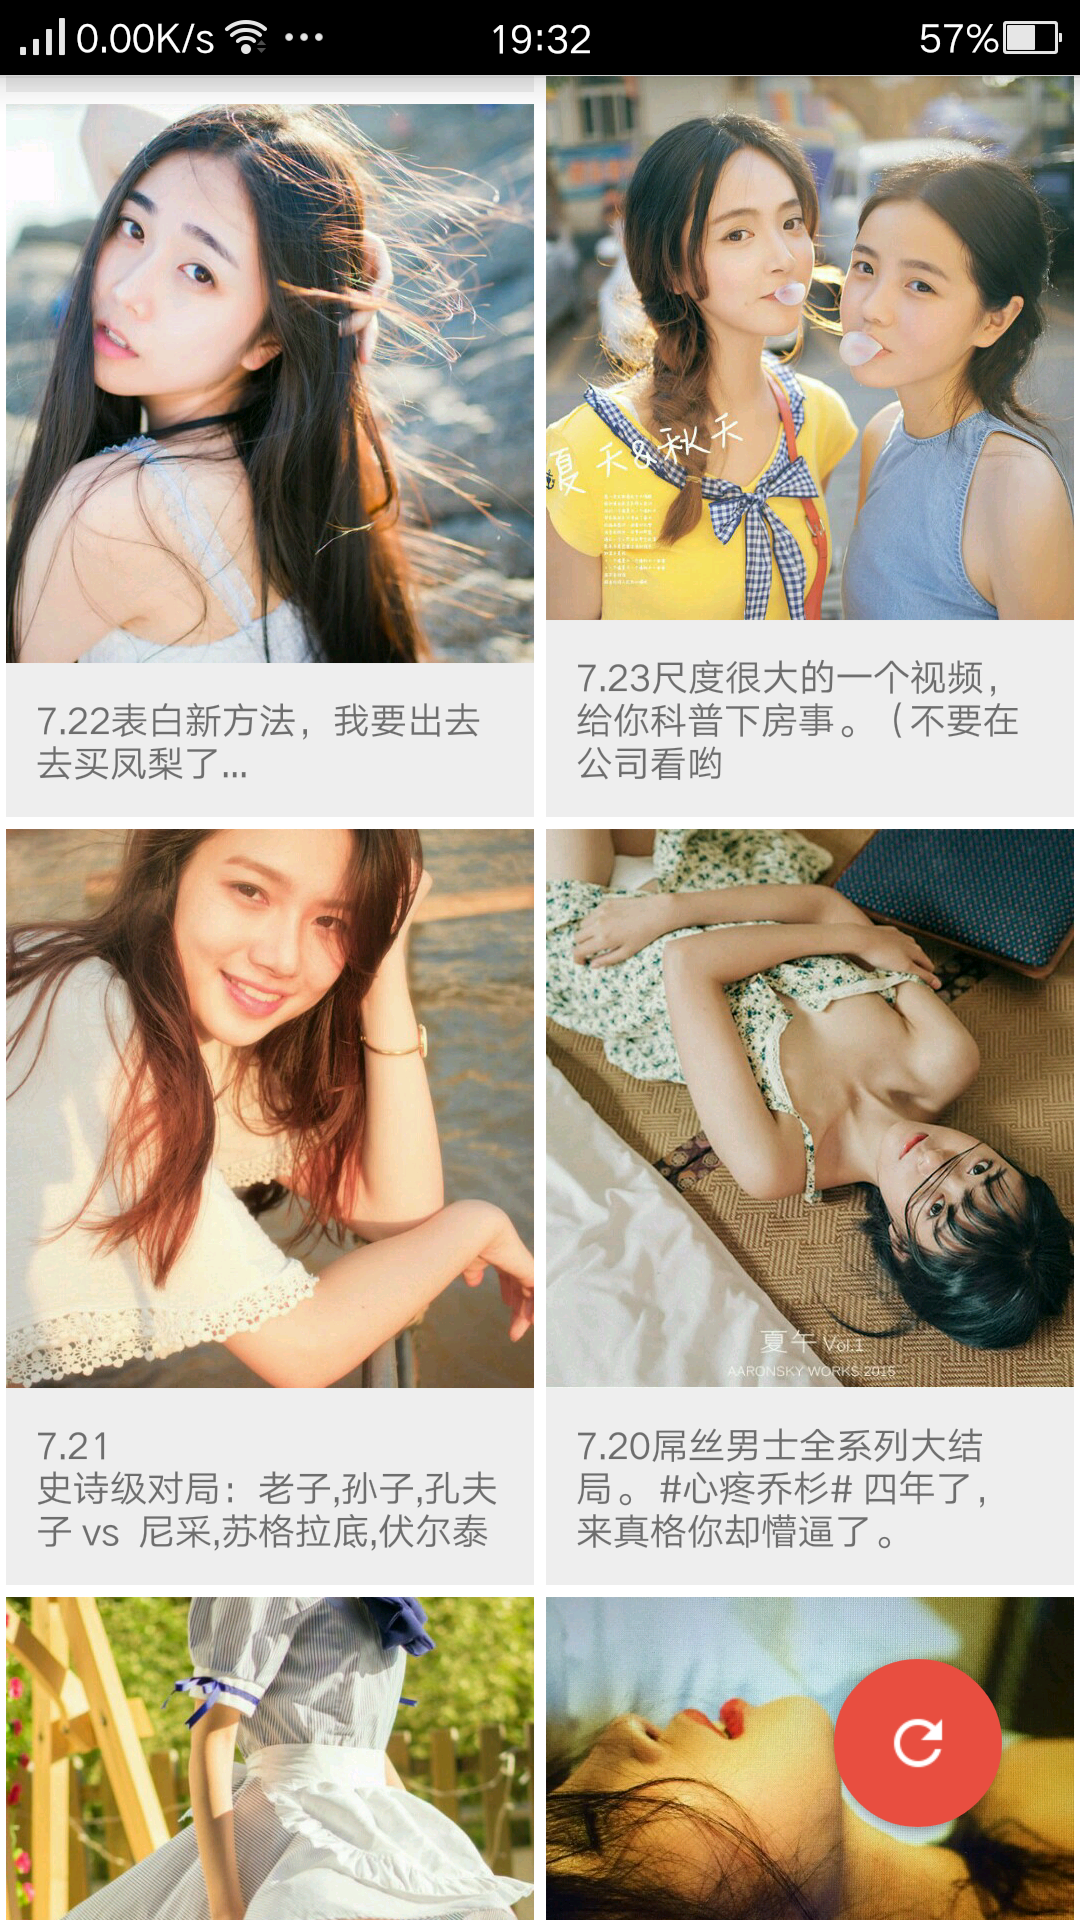 0.00K/s
19:32
57%
夏天&秋天
7.22表白新方法，我要出去
去买凤梨了...
7.23尺度很大的一个视频，
给你科普下房事。（不要在
公司看哟
夏午 Vol.1
AARONSKY WORKS 2015
7.21
史诗级对局：老子,孙子,孔夫
子 vs 尼采,苏格拉底,伏尔泰
7.20屌丝男士全系列大结
局。#心疼乔杉# 四年了，
来真格你却懵逼了。